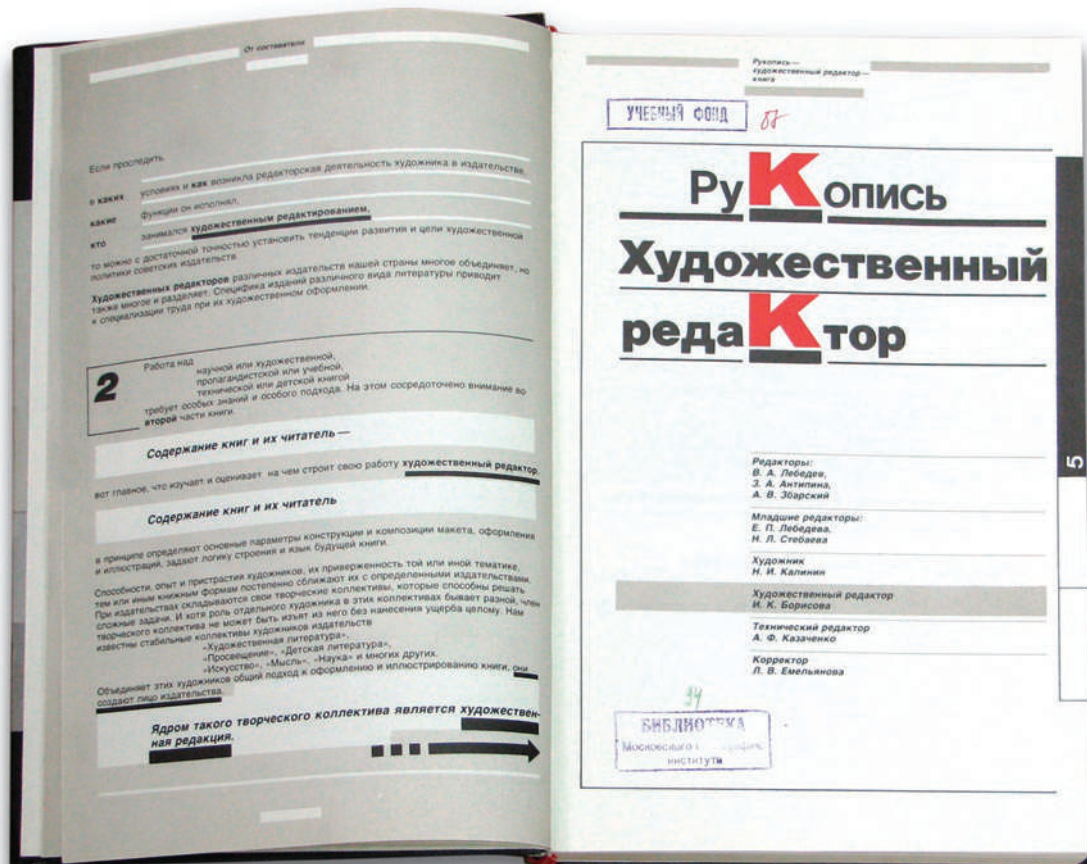 От составителя
Если проследить,
в каких условиях и как возникла редакторская деятельность художника в издательстве,
какие функции он исполнял,
кто занимался художественным редактированием,
то можно с достаточной точностью установить тенденции развития и цели художественной
политики советских издательств.
Художественных редакторов различных издательств нашей страны многое объединяет, но
также многое и разделяет. Специфика изданий различного вида литературы приводит
к специализации труда при их художественном оформлении.
2
Работа над
научной или художественной,
пропагандистской или учебной,
технической или детской книгой
требует особых знаний и особого подхода. На этом сосредоточено внимание во
второй части книги.
Содержание книг и их читатель —
вот главное, что изучает и оценивает на чем строит свою работу художественный редактор.
Содержание книг и их читатель
в принципе определяют основные параметры конструкции и композиции макета, оформления
и иллюстраций, задают логику строения и язык будущей книги.
Способности, опыт и пристрастия художников, их приверженность той или иной тематике,
тем или иным книжным формам постепенно сближают их с определенными издательствами.
При издательствах складываются свои творческие коллективы, которые способны решать
сложные задачи. И хотя роль отдельного художника в этих коллективах бывает разной, член
творческого коллектива не может быть изъят из него без нанесения ущерба целому. Нам
известны стабильные коллективы художников издательств
«Художественная литература»,
«Просвещение», «Детская литература»,
«Искусство», «Мысль», «Наука» и многих других.
Объединяет этих художников общий подход к оформлению и иллюстрированию книги, они
создают лицо издательства.
Ядром такого творческого коллектива является художествен-
ная редакция.
Рукопись—
художественный редактор—
книга
УЧЕБНЫЙ ФОНД
РуКопись
Художественный
редаКтор
5
Редакторы:
В. А. Лебедев,
З. А. Антипина,
А. В. Збарский
Младшие редакторы:
Е. П. Лебедева,
Н. Л. Стебаева
Художник
Н. И. Калинин
Художественный редактор
И. К. Борисова
Технический редактор
А. Ф. Казаченко
Корректор
Л. В. Емельянова
БИБЛИОТЕКА
Московского
института